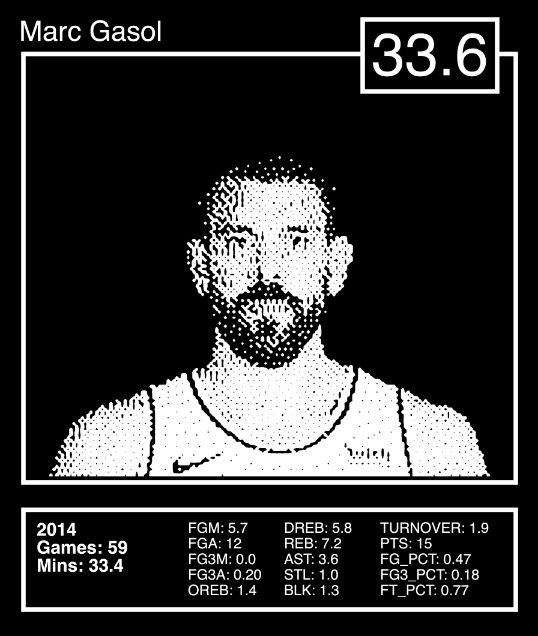 Marc Gasol
33.6
2014
Games: 59
Mins: 33.4
FGM: 5.7
FGA: 12
FG3M: 0.0
FG3A: 0.20
OREB: 1.4
DREB: 5.8
REB: 7.2
AST: 3.6
STL: 1.0
BLK: 1.3
TURNOVER: 1.9
PTS: 15
FG_PCT: 0.47
FG3_PCT: 0.18
FT_PCT: 0.77